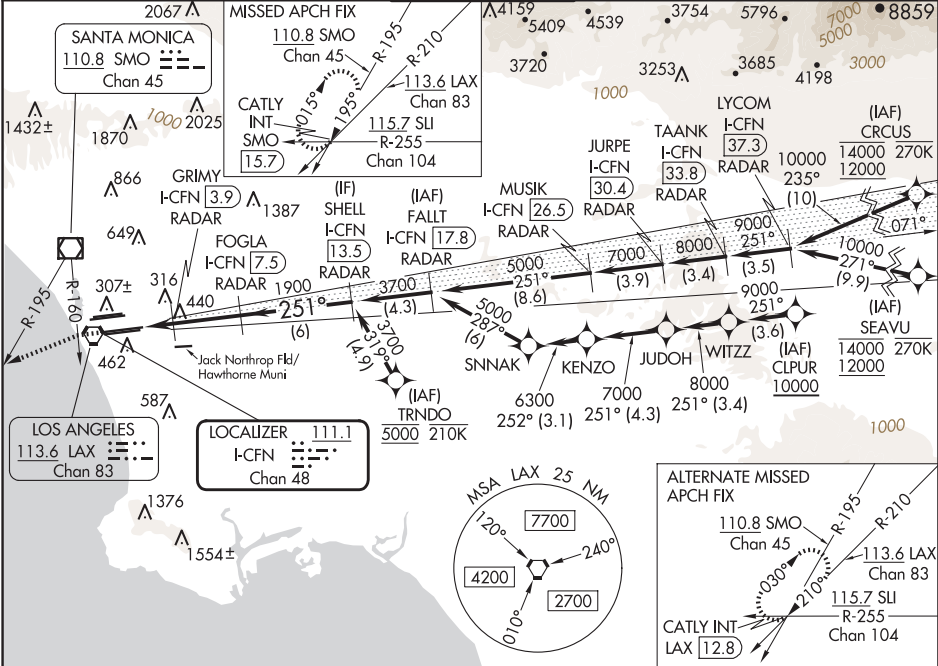 2067
SANTA MONICA
110.8 SMO
Chan 45
1432±
1870
1000
2025
866
649
307±
316
440
1387
462
587
1376
1554±
R-195
R-160
MISSED APCH FIX
110.8 SMO
Chan 45
R-195
R-210
113.6 LAX
Chan 83
015°
195°
CATLY
INT
SMO
15.7
115.7 SLI
R-255
Chan 104
4159
5409
4539
3754
5796
7000
5000
8859
3720
3253
3685
4198
3000
1000
GRIMY
I-CFN 3.9
RADAR
FOGLA
I-CFN 7.5
RADAR
(IF)
SHELL
I-CFN
13.5
RADAR
(IAF)
FALLT
I-CFN 17.8
RADAR
MUSIK
I-CFN 26.5
RADAR
JURPE
I-CFN
30.4
RADAR
TAANK
I-CFN
33.8
RADAR
LYCOM
I-CFN
37.3
RADAR
(IAF)
CRCUS
14000 270K
12000
10000
235°
(10)
071°
10000
271°
(9.9)
9000
251°
(3.5)
8000
(3.4)
7000
(3.9)
5000
251°
(8.6)
3700
(4.3)
1900
251°
(6)
9000
251°
(3.6)
(IAF)
SEAVU
14000 270K
12000
(IAF)
CLPUR
10000
WITZZ
JUDOH
KENZO
SNNAK
5000
287°
(6)
6300
252° (3.1)
7000
251° (4.3)
8000
251° (3.4)
3700
319°
(4.9)
(IAF)
TRNDO
5000 210K
Jack Northrop Fld/
Hawthorne Muni
LOS ANGELES
113.6 LAX
Chan 83
LOCALIZER 111.1
I-CFN
Chan 48
1000
MSA LAX 25 NM
120°
7700
240°
4200
2700
010°
ALTERNATE MISSED
APCH FIX
110.8 SMO
Chan 45
R-195
R-210
113.6 LAX
Chan 83
030°
210°
115.7 SLI
R-255
Chan 104
CATLY INT
LAX 12.8